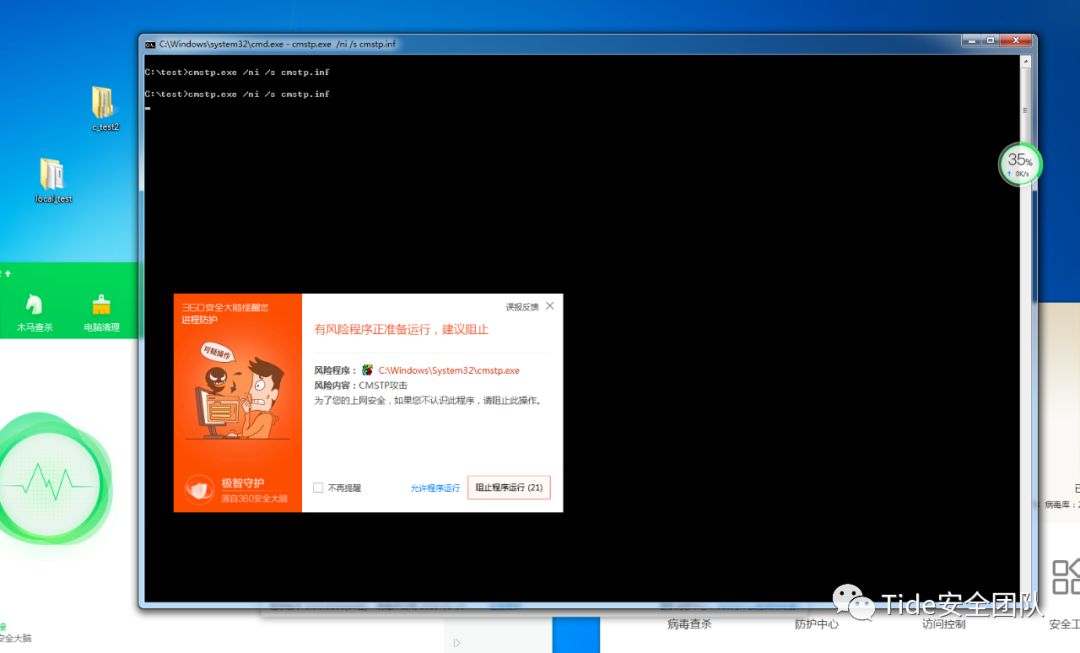 C:\Windows\system32\cmd.exe - cmstp.exe /ni /s cmstp.inf
C:\test>cmstp.exe /ni /s cmstp.inf
C:\test>cmstp.exe /ni /s cmstp.inf
c_test2
local_test
35%
0K/s
木马查杀
电脑清理
360安全大脑提醒您
进程防护
可疑操作
误报反馈
有风险程序正准备运行，建议阻止
风险程序： C:\Windows\System32\cmstp.exe
风险内容：CMSTP攻击
为了您的上网安全，如果您不认识此程序，请阻止此操作。
极智守护
源自360安全大脑
不再提醒
允许程序运行
阻止程序运行 (21)
病毒库：2
Tide安全团队
病毒查杀
防护中心
访问控制
安全工
安全大脑